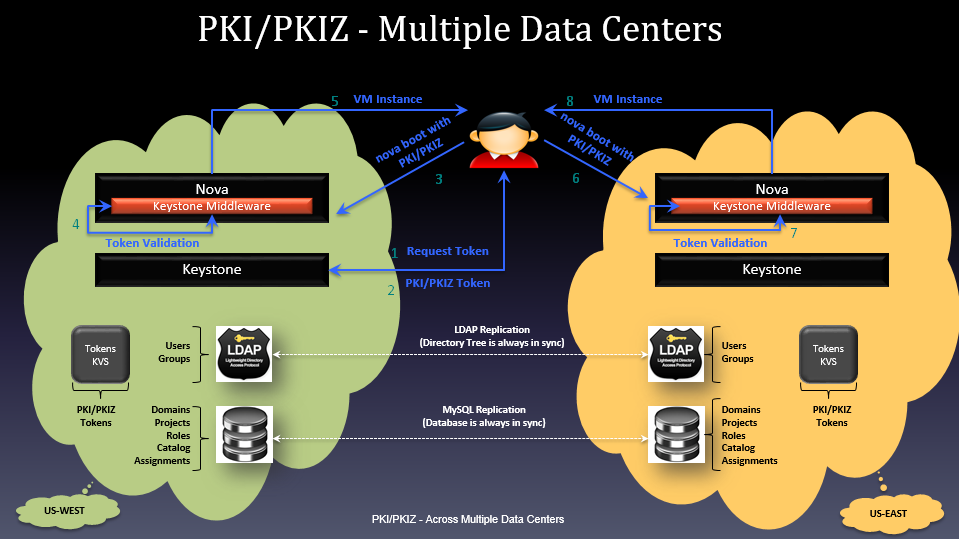 PKI/PKIZ - Multiple Data Centers
5
VM Instance
8
VM Instance
nova boot with
PKI/PKIZ
3
nova boot with
PKI/PKIZ
6
Nova
Keystone Middleware
4
Token Validation
Keystone
1
Request Token
2
PKI/PKIZ Token
Nova
Keystone Middleware
7
Token Validation
Keystone
Tokens
KVS
PKI/PKIZ
Tokens
Users
Groups
LDAP
Lightweight Directory
Access Protocol
LDAP Replication
(Directory Tree is always in sync)
LDAP
Lightweight Directory
Access Protocol
Users
Groups
Tokens
KVS
PKI/PKIZ
Tokens
Domains
Projects
Roles
Catalog
Assignments
MySQL Replication
(Database is always in sync)
Domains
Projects
Roles
Catalog
Assignments
US-WEST
PKI/PKIZ - Across Multiple Data Centers
US-EAST